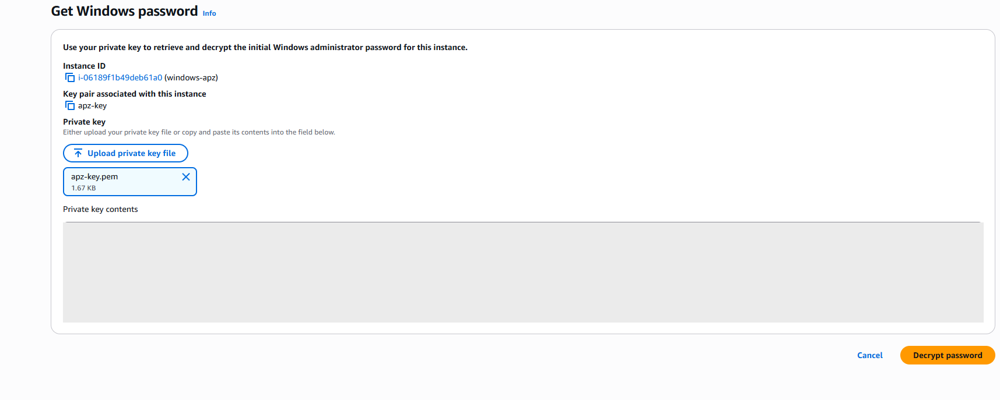 Get Windows password Info
Use your private key to retrieve and decrypt the initial Windows administrator password for this instance.
Instance ID
i-06189f1b49deb61a0 (windows-apz)
Key pair associated with this instance
apz-key
Private key
Either upload your private key file or copy and paste its contents into the field below.
Upload private key file
apz-key.pem
1.67 KB
Private key contents
Cancel Decrypt password